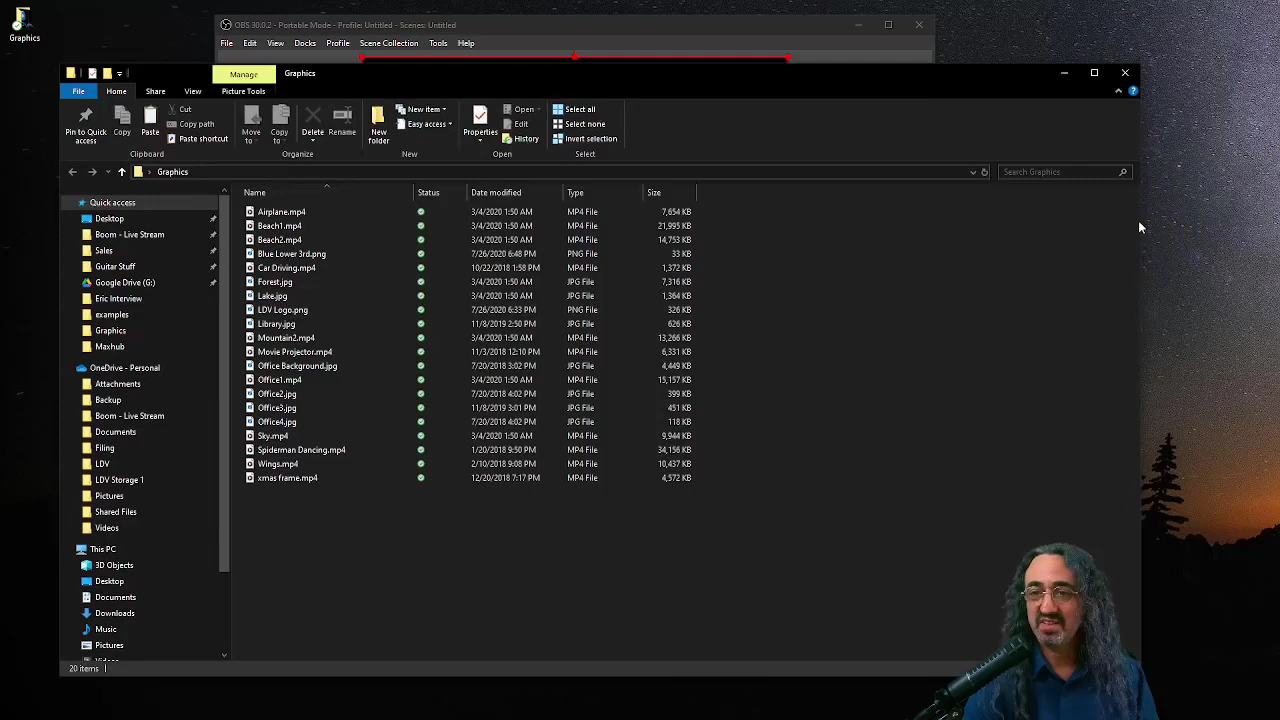 Graphics
OBS 30.0.2 - Portable Mode - Profile: Untitled - Scenes: Untitled
File Edit View Docks Profile Scene Collection Tools Help
Manage Graphics
File Home Share View Picture Tools
Pin to Quick access
Copy
Paste
Cut
Copy path
Paste shortcut
Move to
Copy to
Delete
Rename
New folder
New item
Easy access
Properties
Open
Edit
History
Select all
Select none
Invert selection
Clipboard Organize New Open Select
Graphics
Search Graphics
Quick access
Desktop
Boom - Live Stream
Sales
Guitar Stuff
Google Drive (G:)
Eric Interview
examples
Graphics
Maxhub
OneDrive - Personal
Attachments
Backup
Boom - Live Stream
Documents
Filing
LDV
LDV Storage 1
Pictures
Shared Files
Videos
This PC
3D Objects
Desktop
Documents
Downloads
Music
Pictures
Name Status Date modified Type Size
Airplane.mp4 3/4/2020 1:50 AM MP4 File 7,654 KB
Beach1.mp4 3/4/2020 1:50 AM MP4 File 21,995 KB
Beach2.mp4 3/4/2020 1:50 AM MP4 File 14,753 KB
Blue Lower 3rd.png 7/26/2020 6:48 PM PNG File 33 KB
Car Driving.mp4 10/22/2018 1:58 PM MP4 File 1,372 KB
Forest.jpg 3/4/2020 1:50 AM JPG File 7,316 KB
Lake.jpg 3/4/2020 1:50 AM JPG File 1,364 KB
LDV Logo.png 7/26/2020 6:33 PM PNG File 326 KB
Library.jpg 11/8/2019 2:50 PM JPG File 626 KB
Mountain2.mp4 3/4/2020 1:50 AM MP4 File 13,266 KB
Movie Projector.mp4 11/3/2018 12:10 PM MP4 File 6,331 KB
Office Background.jpg 7/20/2018 3:02 PM JPG File 4,449 KB
Office1.mp4 3/4/2020 1:50 AM MP4 File 15,157 KB
Office2.jpg 7/20/2018 4:02 PM JPG File 399 KB
Office3.jpg 11/8/2019 3:01 PM JPG File 451 KB
Office4.jpg 7/20/2018 4:02 PM JPG File 118 KB
Sky.mp4 3/4/2020 1:50 AM MP4 File 9,944 KB
Spiderman Dancing.mp4 1/20/2018 9:50 PM MP4 File 34,156 KB
Wings.mp4 2/10/2018 9:08 PM MP4 File 10,437 KB
xmas frame.mp4 12/20/2018 7:17 PM MP4 File 4,572 KB
20 items